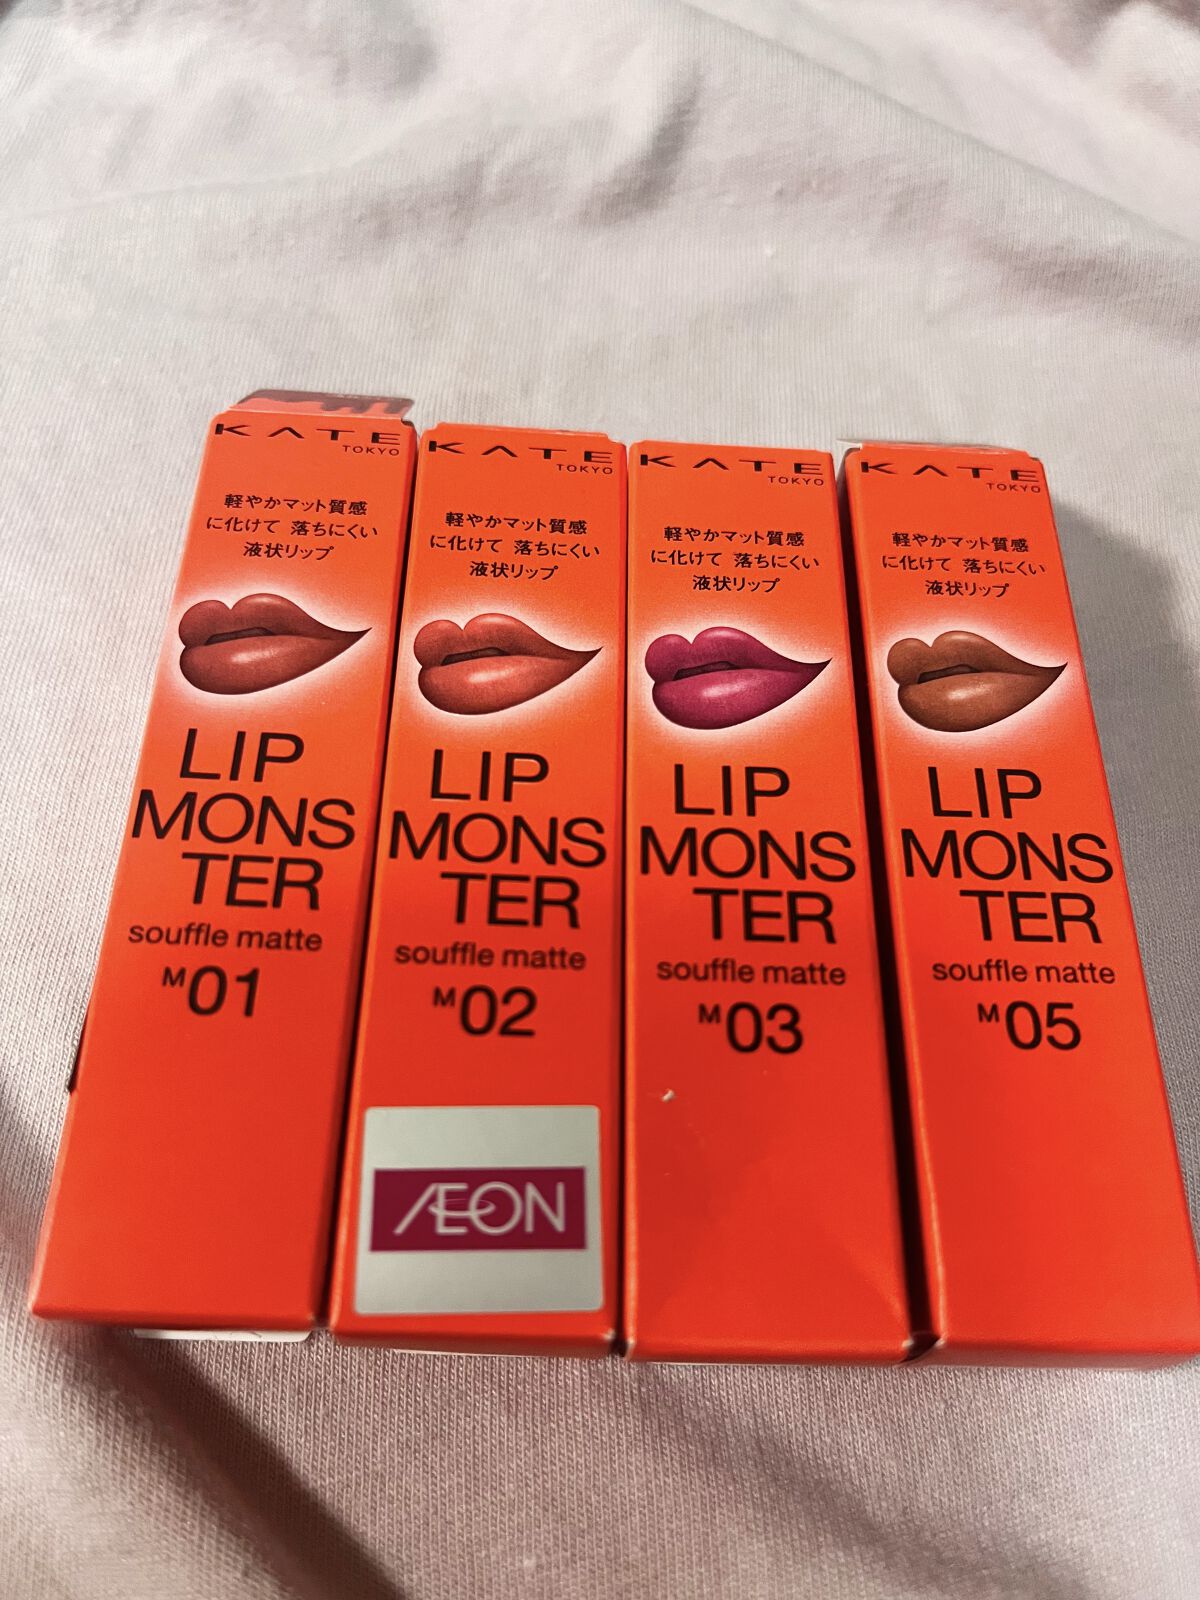 KATE
TOKYO
軽やかマット質感
に化けて 落ちにくい
液状リップ
LIP
MONS
TER
souffle matte
M01
KATE
TOKYO
軽やかマット質感
に化けて 落ちにくい
液状リップ
LIP
MONS
TER
souffle matte
M02
ÆON
KATE
TOKYO
軽やかマット質感
に化けて 落ちにくい
液状リップ
LIP
MONS
TER
souffle matte
M03
KATE
TOKYO
軽やかマット質感
に化けて 落ちにくい
液状リップ
LIP
MONS
TER
souffle matte
M05